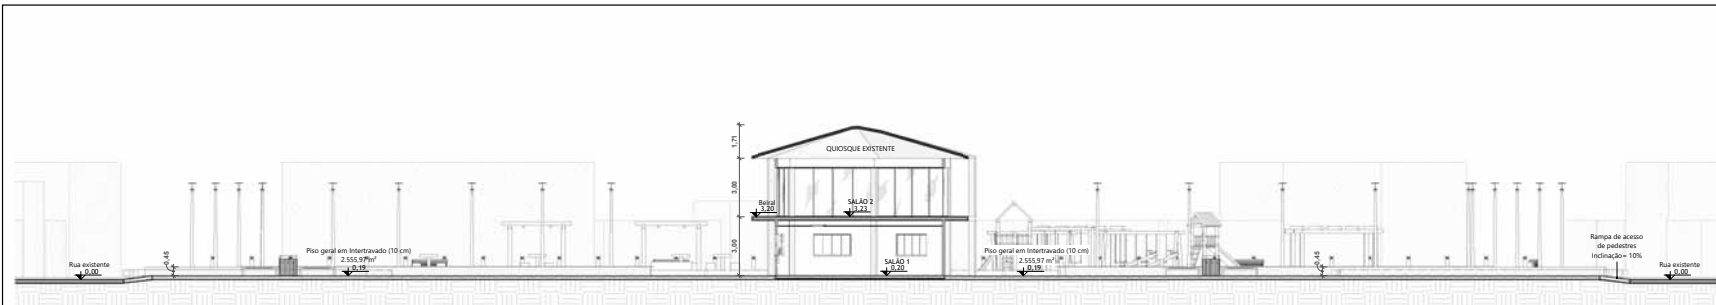 1,71
QUIOSQUE EXISTENTE
3,00
Beiral
3,20
SALÃO 2
3,23
3,00
SALÃO 1
0,20
Rua existente
0,00
0,45
Piso geral em Intertravado (10 cm)
2.555,97 m²
0,19
Piso geral em Intertravado (10 cm)
2.555,97 m²
0,19
0,45
Rampa de acesso
de pedestres
Inclinação= 10%
Rua existente
0,00